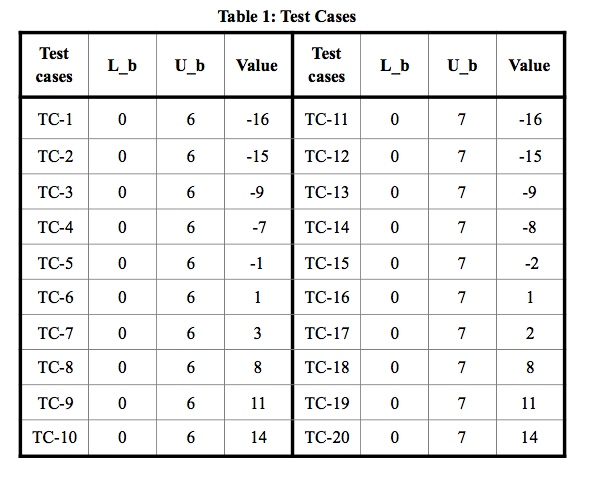 Table 1: Test Cases
Test cases L_b U_b Value Test cases L_b U_b Value
TC-1 0 6 -16 TC-11 0 7 -16
TC-2 0 6 -15 TC-12 0 7 -15
TC-3 0 6 -9 TC-13 0 7 -9
TC-4 0 6 -7 TC-14 0 7 -8
TC-5 0 6 -1 TC-15 0 7 -2
TC-6 0 6 1 TC-16 0 7 1
TC-7 0 6 3 TC-17 0 7 2
TC-8 0 6 8 TC-18 0 7 8
TC-9 0 6 11 TC-19 0 7 11
TC-10 0 6 14 TC-20 0 7 14